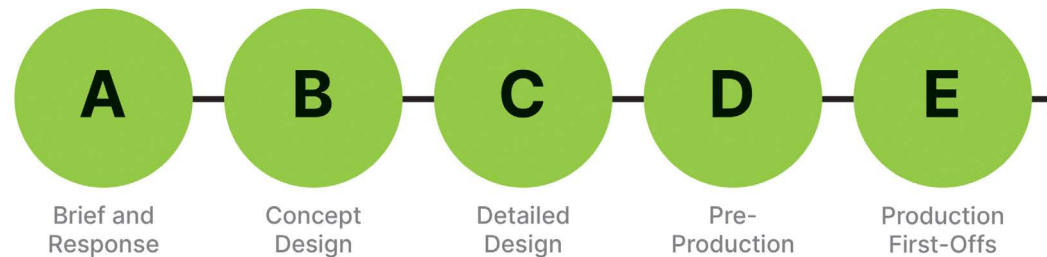 A B C D E
Brief and Response
Concept Design
Detailed Design
Pre-Production
Production First-Offs